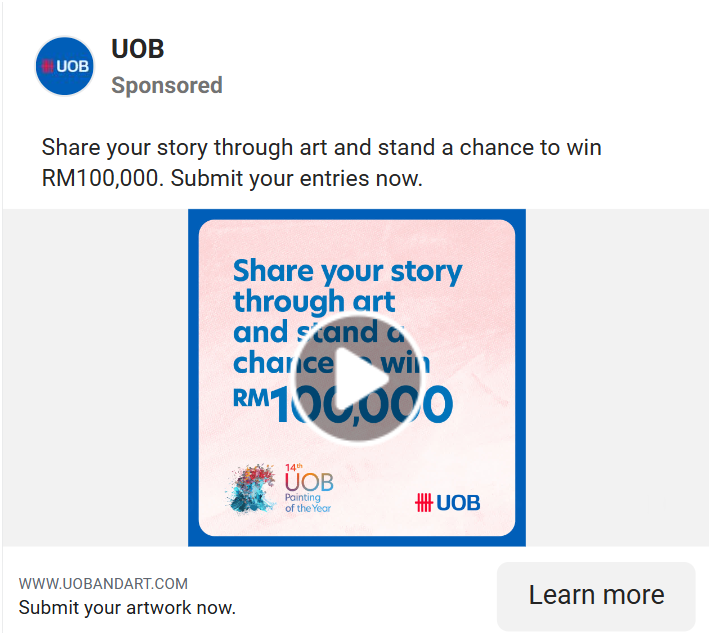 UOB
UOB
Sponsored
Share your story through art and stand a chance to win
RM100,000. Submit your entries now.
Share your story
through art
and stand a
chance to win
RM100,000
14th
UOB
Painting
of the Year
UOB
WWW.UOBANDART.COM
Submit your artwork now.
Learn more